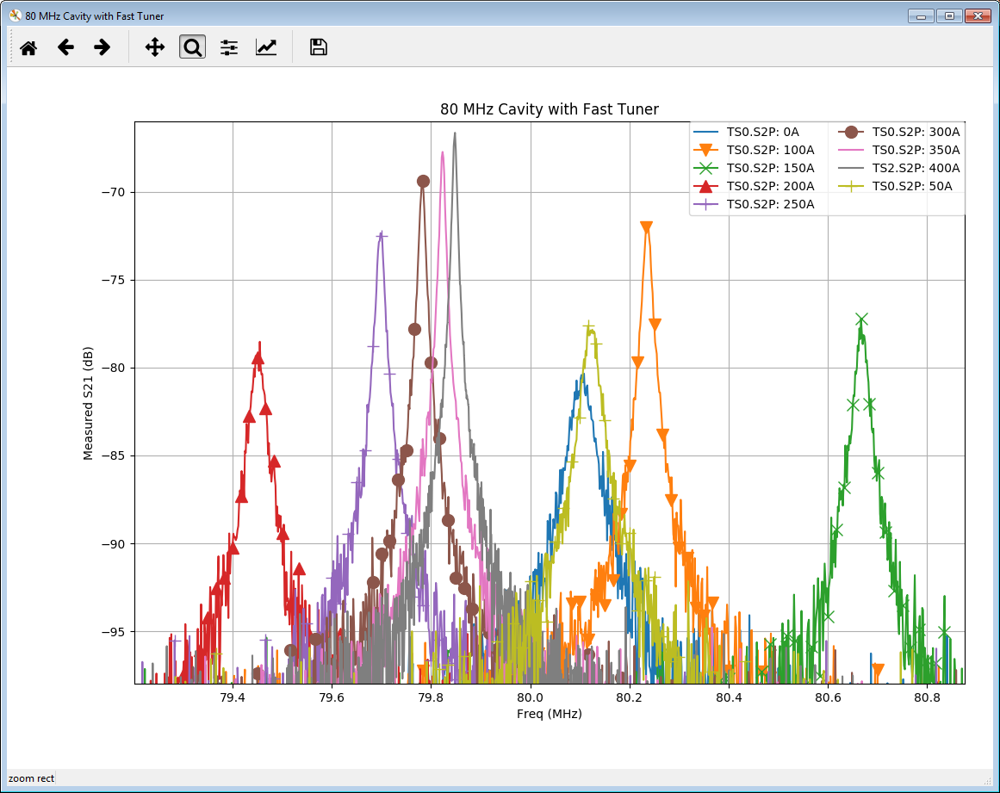 80 MHz Cavity with Fast Tuner
80 MHz Cavity with Fast Tuner
TS0.S2P: 0A
TS0.S2P: 100A
TS0.S2P: 150A
TS0.S2P: 200A
TS0.S2P: 250A
TS0.S2P: 300A
TS0.S2P: 350A
TS2.S2P: 400A
TS0.S2P: 50A
Measured S21 (dB)
−70
−75
−80
−85
−90
−95
79.4 79.6 79.8 80.0 80.2 80.4 80.6 80.8
Freq (MHz)
zoom rect